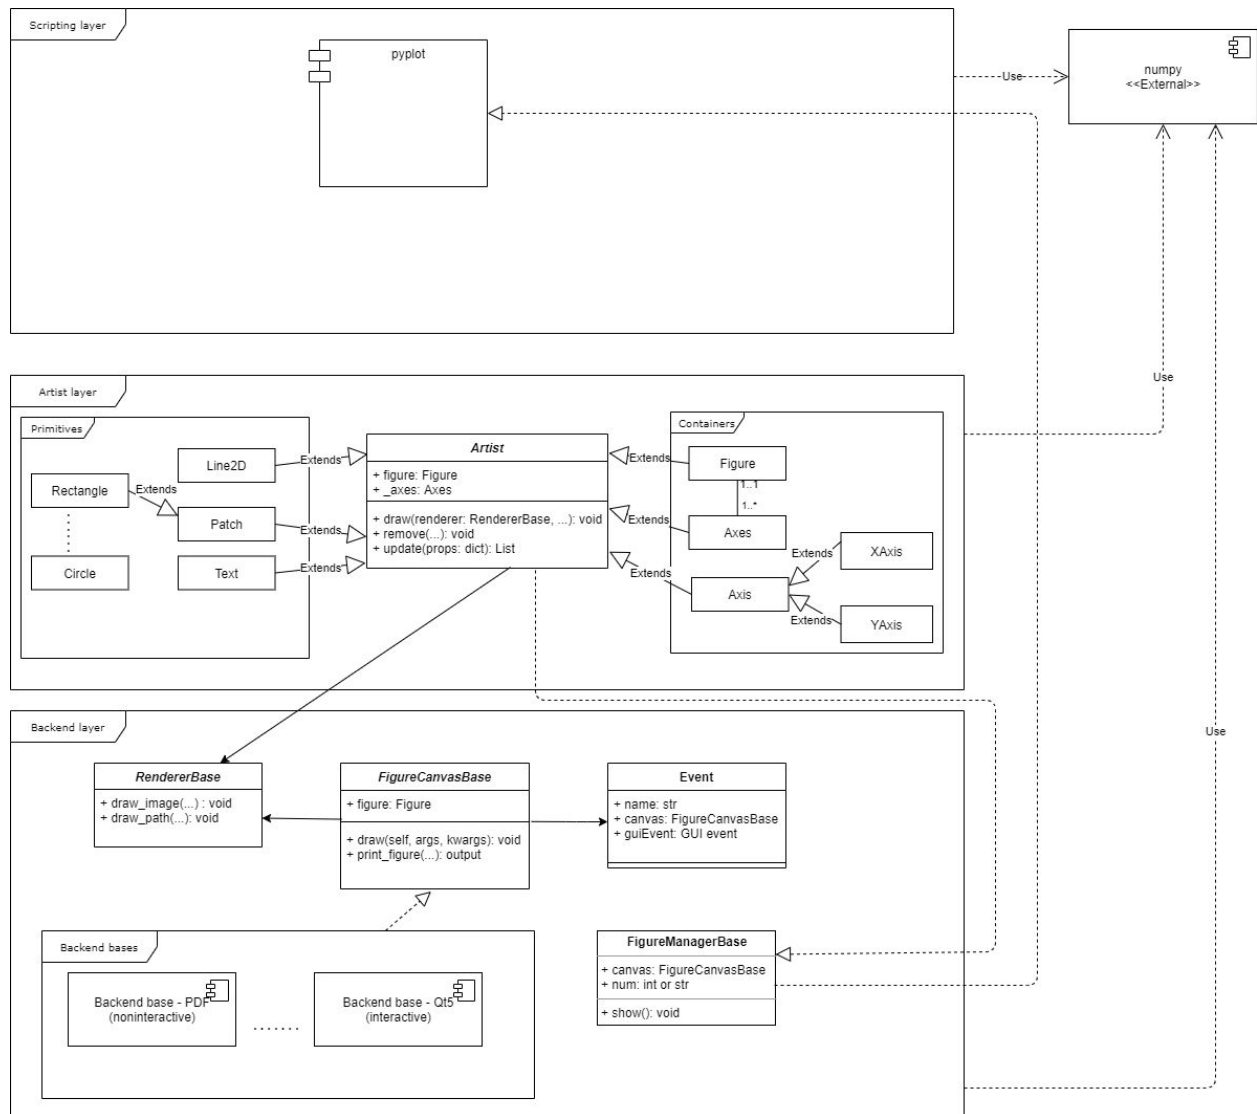 Scripting layer
pyplot
Use
numpy
<<External>>
Use
Artist layer
Primitives
Line2D
Rectangle
Extends
Patch
Circle
Text
Extends
Extends
Extends
Artist
+ figure: Figure
+ _axes: Axes
+ draw(renderer: RendererBase, ...): void
+ remove(...): void
+ update(props: dict): List
Extends
Extends
Extends
Containers
Figure
1..1
1..*
Axes
Axis
Extends
XAxis
Extends
YAxis
Use
Backend layer
RendererBase
+ draw_image(...) : void
+ draw_path(...): void
FigureCanvasBase
+ figure: Figure
+ draw(self, args, kwargs): void
+ print_figure(...): output
Event
+ name: str
+ canvas: FigureCanvasBase
+ guiEvent: GUI event
Backend bases
Backend base - PDF
(noninteractive)
.......
Backend base - Qt5
(interactive)
FigureManagerBase
+ canvas: FigureCanvasBase
+ num: int or str
+ show(): void